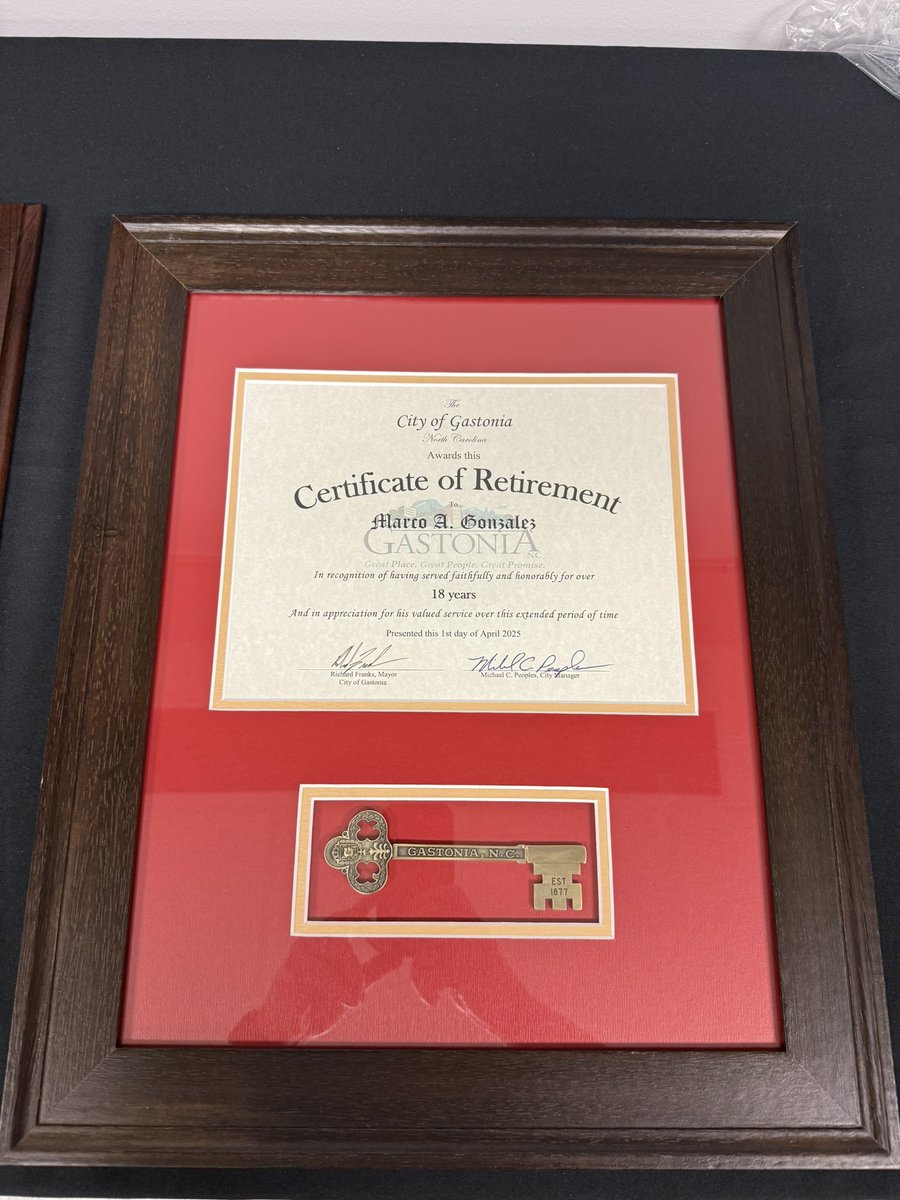 The
City of Gastonia
North Carolina
Awards this
Certificate of Retirement
To
Marco A. Gonzalez
GASTONIA
NC
Great Place. Great People. Great Promise.
In recognition of having served faithfully and honorably for over
18 years
And in appreciation for his valued service over this extended period of time
Presented this 1st day of April 2025
Richard Franks, Mayor
City of Gastonia
Michael C. Peoples
Michael C. Peoples, City Manager
GASTONIA, N.C.
EST
1877